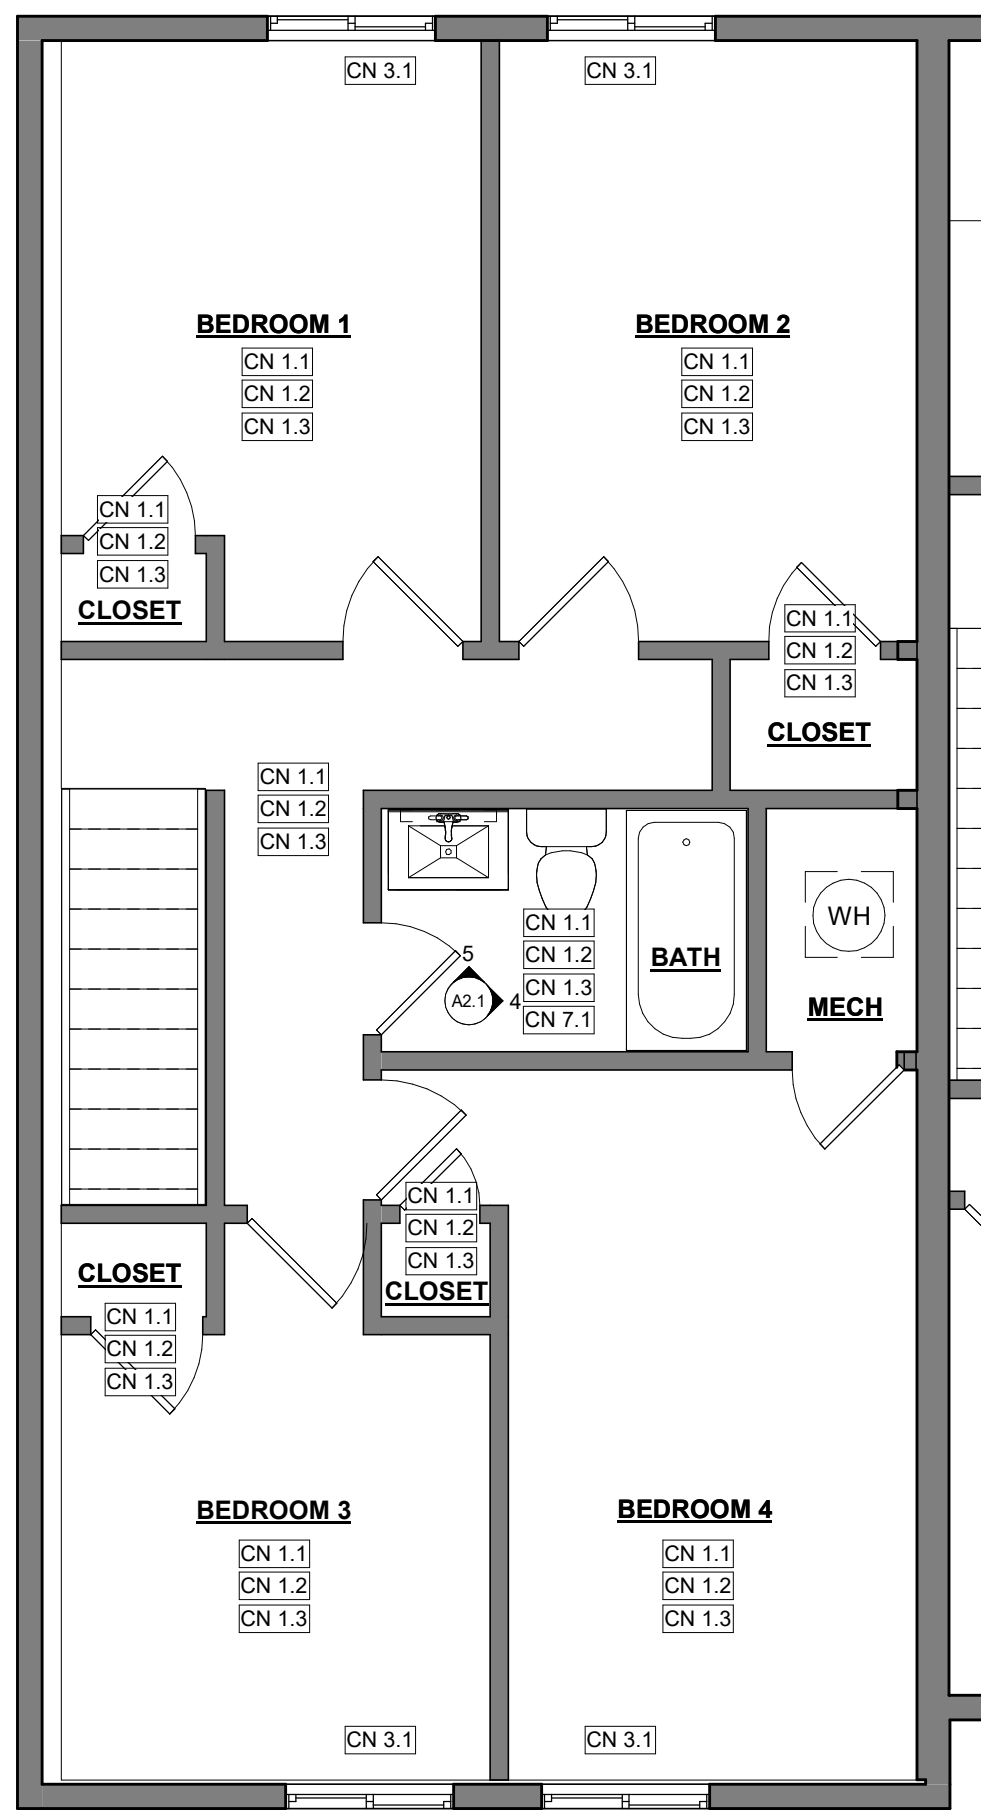 CN 3.1
CN 3.1
BEDROOM 1
CN 1.1
CN 1.2
CN 1.3
BEDROOM 2
CN 1.1
CN 1.2
CN 1.3
CN 1.1
CN 1.2
CN 1.3
CLOSET
CN 1.1
CN 1.2
CN 1.3
CLOSET
CN 1.1
CN 1.2
CN 1.3
CN 1.1
CN 1.2
CN 1.3
CN 7.1
BATH
5
A2.1
4
WH
MECH
CN 1.1
CN 1.2
CN 1.3
CLOSET
CLOSET
CN 1.1
CN 1.2
CN 1.3
BEDROOM 3
CN 1.1
CN 1.2
CN 1.3
BEDROOM 4
CN 1.1
CN 1.2
CN 1.3
CN 3.1
CN 3.1